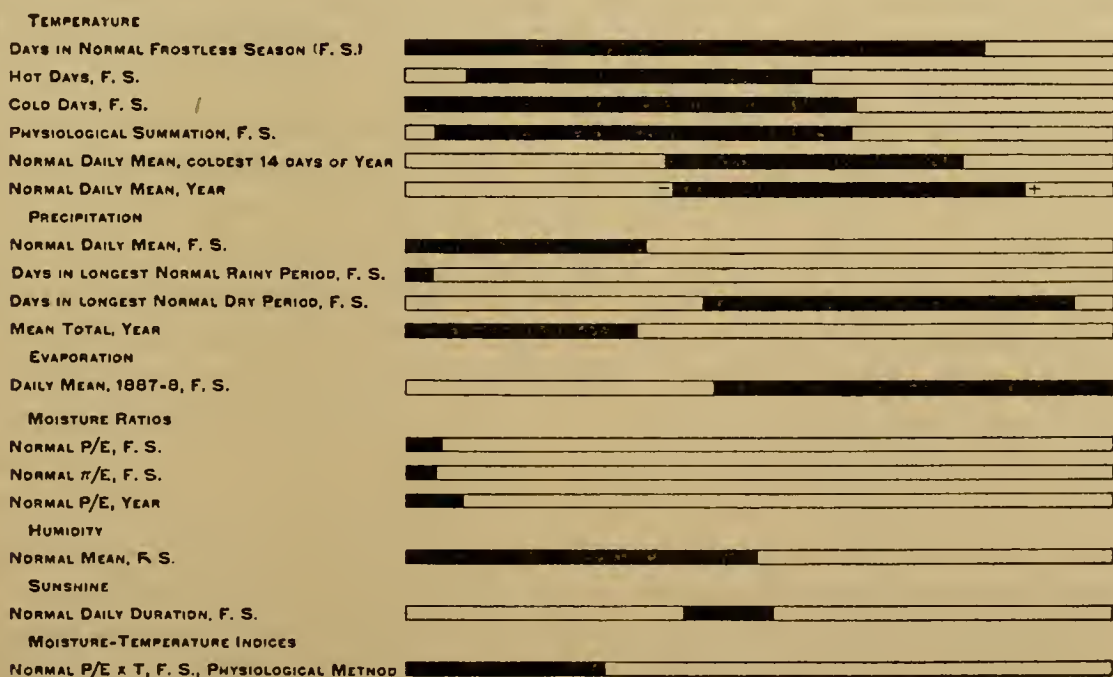 TEMPERATURE
DAYS IN NORMAL FROSTLESS SEASON (F. S.)
HOT DAYS, F. S.
COLD DAYS, F. S.
PHYSIOLOGICAL SUMMATION, F. S.
NORMAL DAILY MEAN, COLDEST 14 DAYS OF YEAR
NORMAL DAILY MEAN, YEAR − +
PRECIPITATION
NORMAL DAILY MEAN, F. S.
DAYS IN LONGEST NORMAL RAINY PERIOD, F. S.
DAYS IN LONGEST NORMAL DRY PERIOD, F. S.
MEAN TOTAL, YEAR
EVAPORATION
DAILY MEAN, 1887-8, F. S.
MOISTURE RATIOS
NORMAL P/E, F. S.
NORMAL π/E, F. S.
NORMAL P/E, YEAR
HUMIDITY
NORMAL MEAN, F. S.
SUNSHINE
NORMAL DAILY DURATION, F. S.
MOISTURE-TEMPERATURE INDICES
NORMAL P/E x T, F. S., PHYSIOLOGICAL METHOD